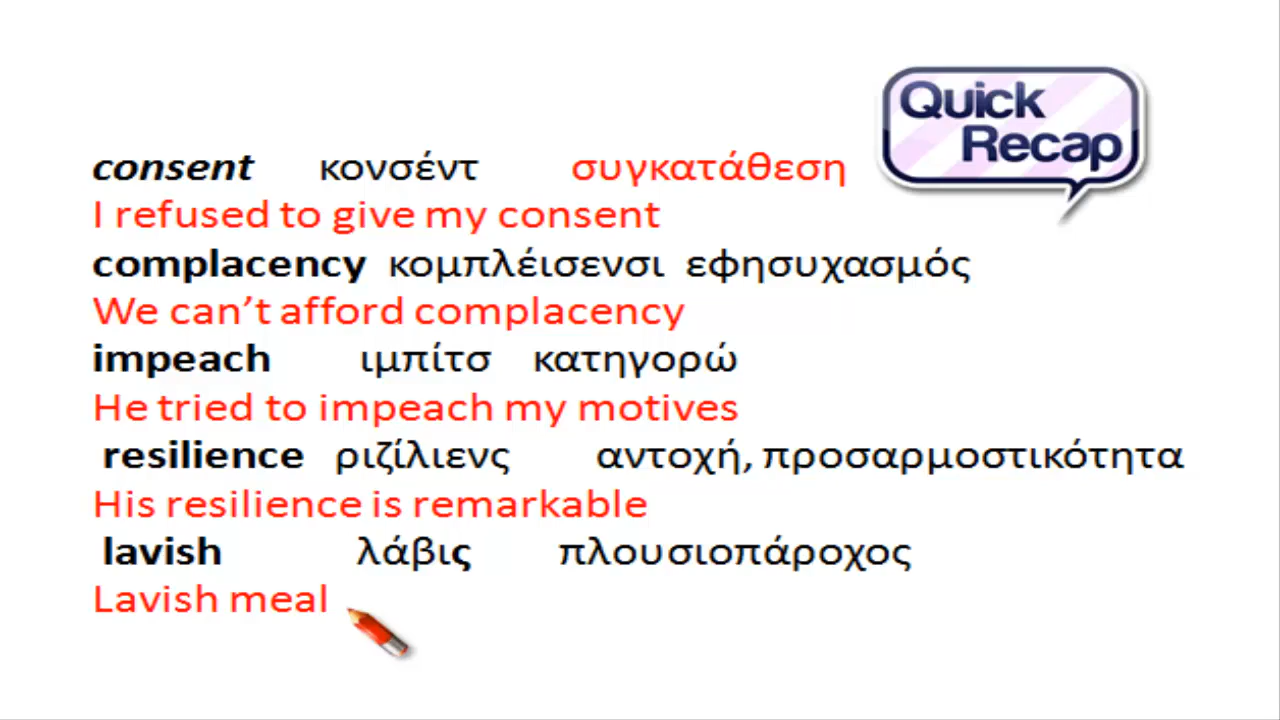 Quick
Recap
consent κονσέντ συγκατάθεση
I refused to give my consent
complacency κομπλέισενσι εφησυχασμός
We can't afford complacency
impeach ιμπίτσ κατηγορώ
He tried to impeach my motives
resilience ριζίλιενς αντοχή, προσαρμοστικότητα
His resilience is remarkable
lavish λάβις πλουσιοπάροχος
Lavish meal